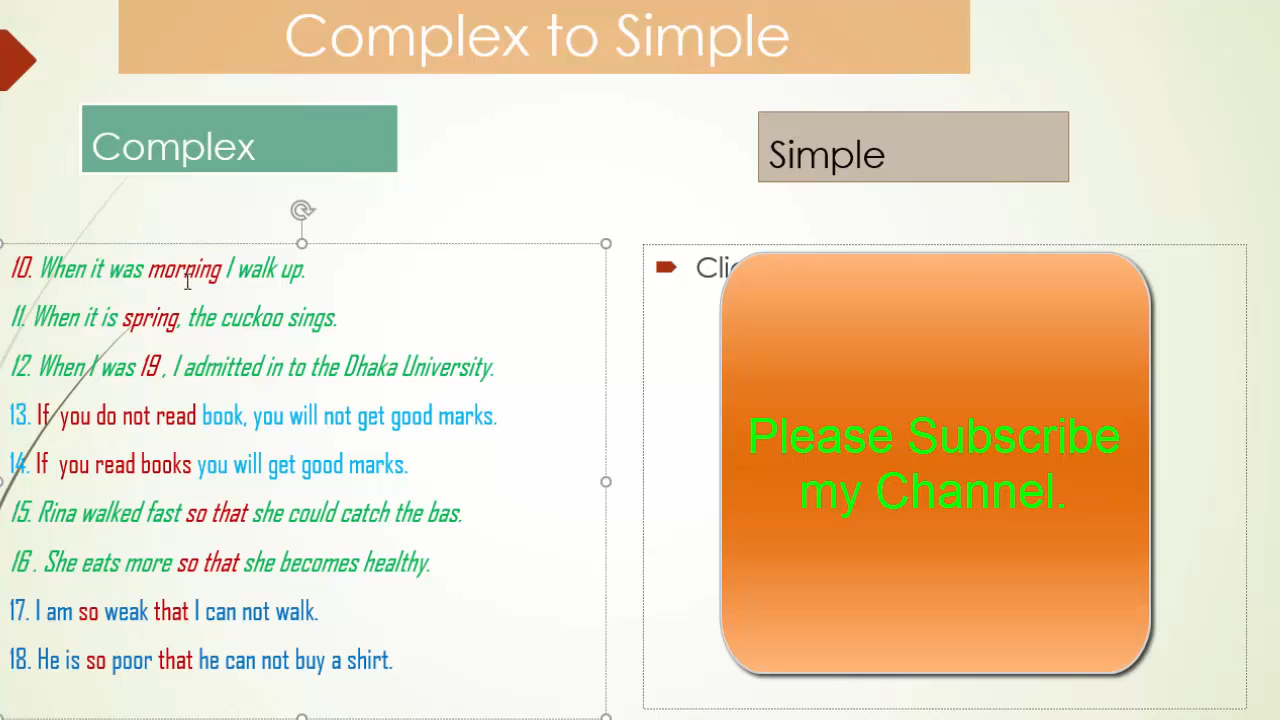 Complex to Simple
Complex
Simple
10. When it was morning I walk up.
11. When it is spring, the cuckoo sings.
12. When I was 19 , I admitted in to the Dhaka University.
13. If you do not read book, you will not get good marks.
14. If you read books you will get good marks.
15. Rina walked fast so that she could catch the bas.
16 . She eats more so that she becomes healthy.
17. I am so weak that I can not walk.
18. He is so poor that he can not buy a shirt.
Please Subscribe
my Channel.